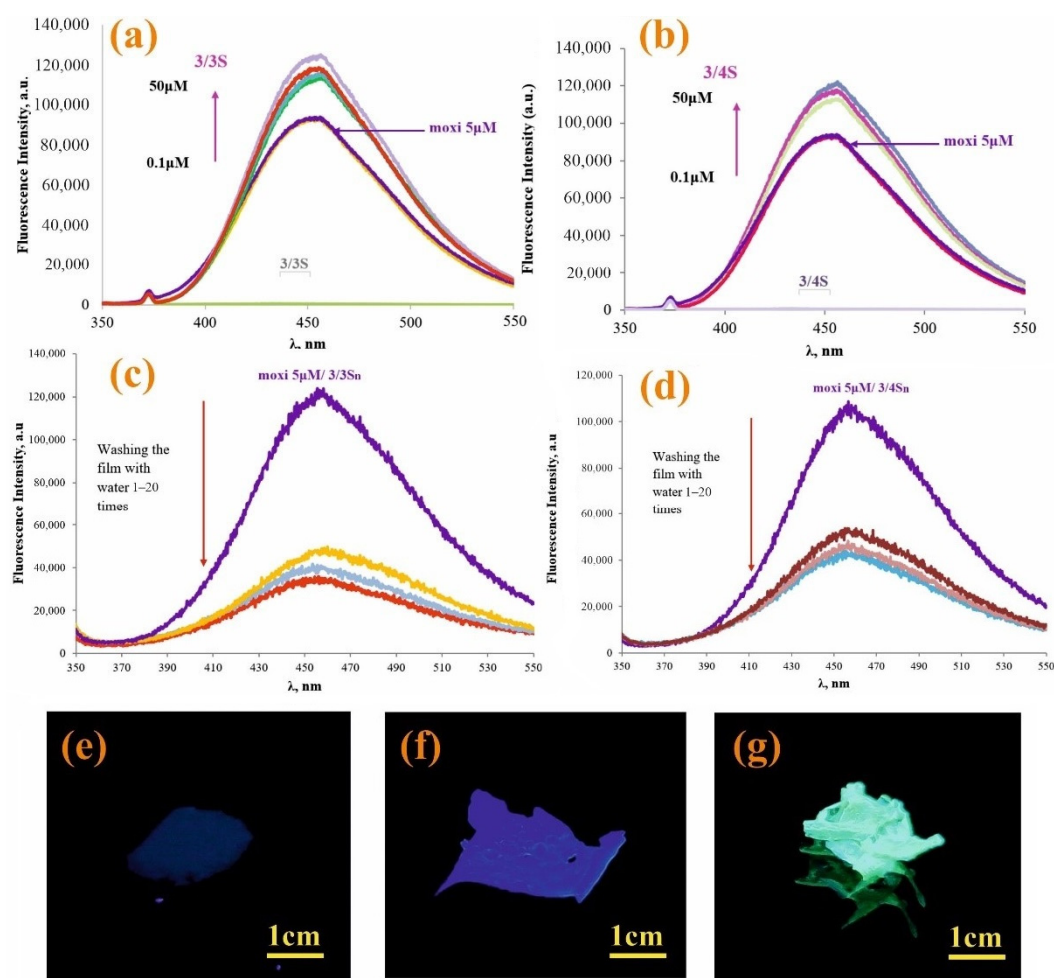 (a)
Fluorescence Intensity, a.u.
140,000
120,000
100,000
80,000
60,000
40,000
20,000
0
3/3S
50μM
0.1μM
moxi 5μM
3/3S
350
400
450
500
550
λ, nm
(b)
Fluorescence Intensity (a.u.)
140,000
120,000
100,000
80,000
60,000
40,000
20,000
0
3/4S
50μM
0.1μM
moxi 5μM
3/4S
350
400
450
500
550
λ, nm
(c)
Fluorescence Intensity, a.u
140,000
120,000
100,000
80,000
60,000
40,000
20,000
0
moxi 5μM/ 3/3Sn
Washing the
film with
water 1–20
times
350
370
390
410
430
450
470
490
510
530
550
λ, nm
(d)
Fluorescence Intensity, a.u
120,000
100,000
80,000
60,000
40,000
20,000
0
moxi 5μM/ 3/4Sn
Washing the
film with
water 1–20
times
350
370
390
410
430
450
470
490
510
530
550
λ, nm
(e)
1cm
(f)
1cm
(g)
1cm